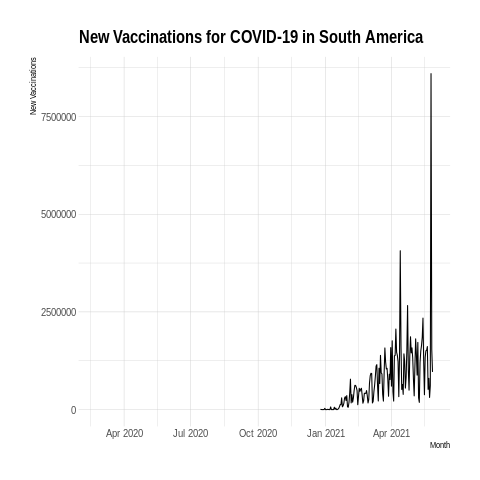 New Vaccinations for COVID-19 in South America
New Vaccinations
7500000
5000000
2500000
0
Apr 2020 Jul 2020 Oct 2020 Jan 2021 Apr 2021
Month